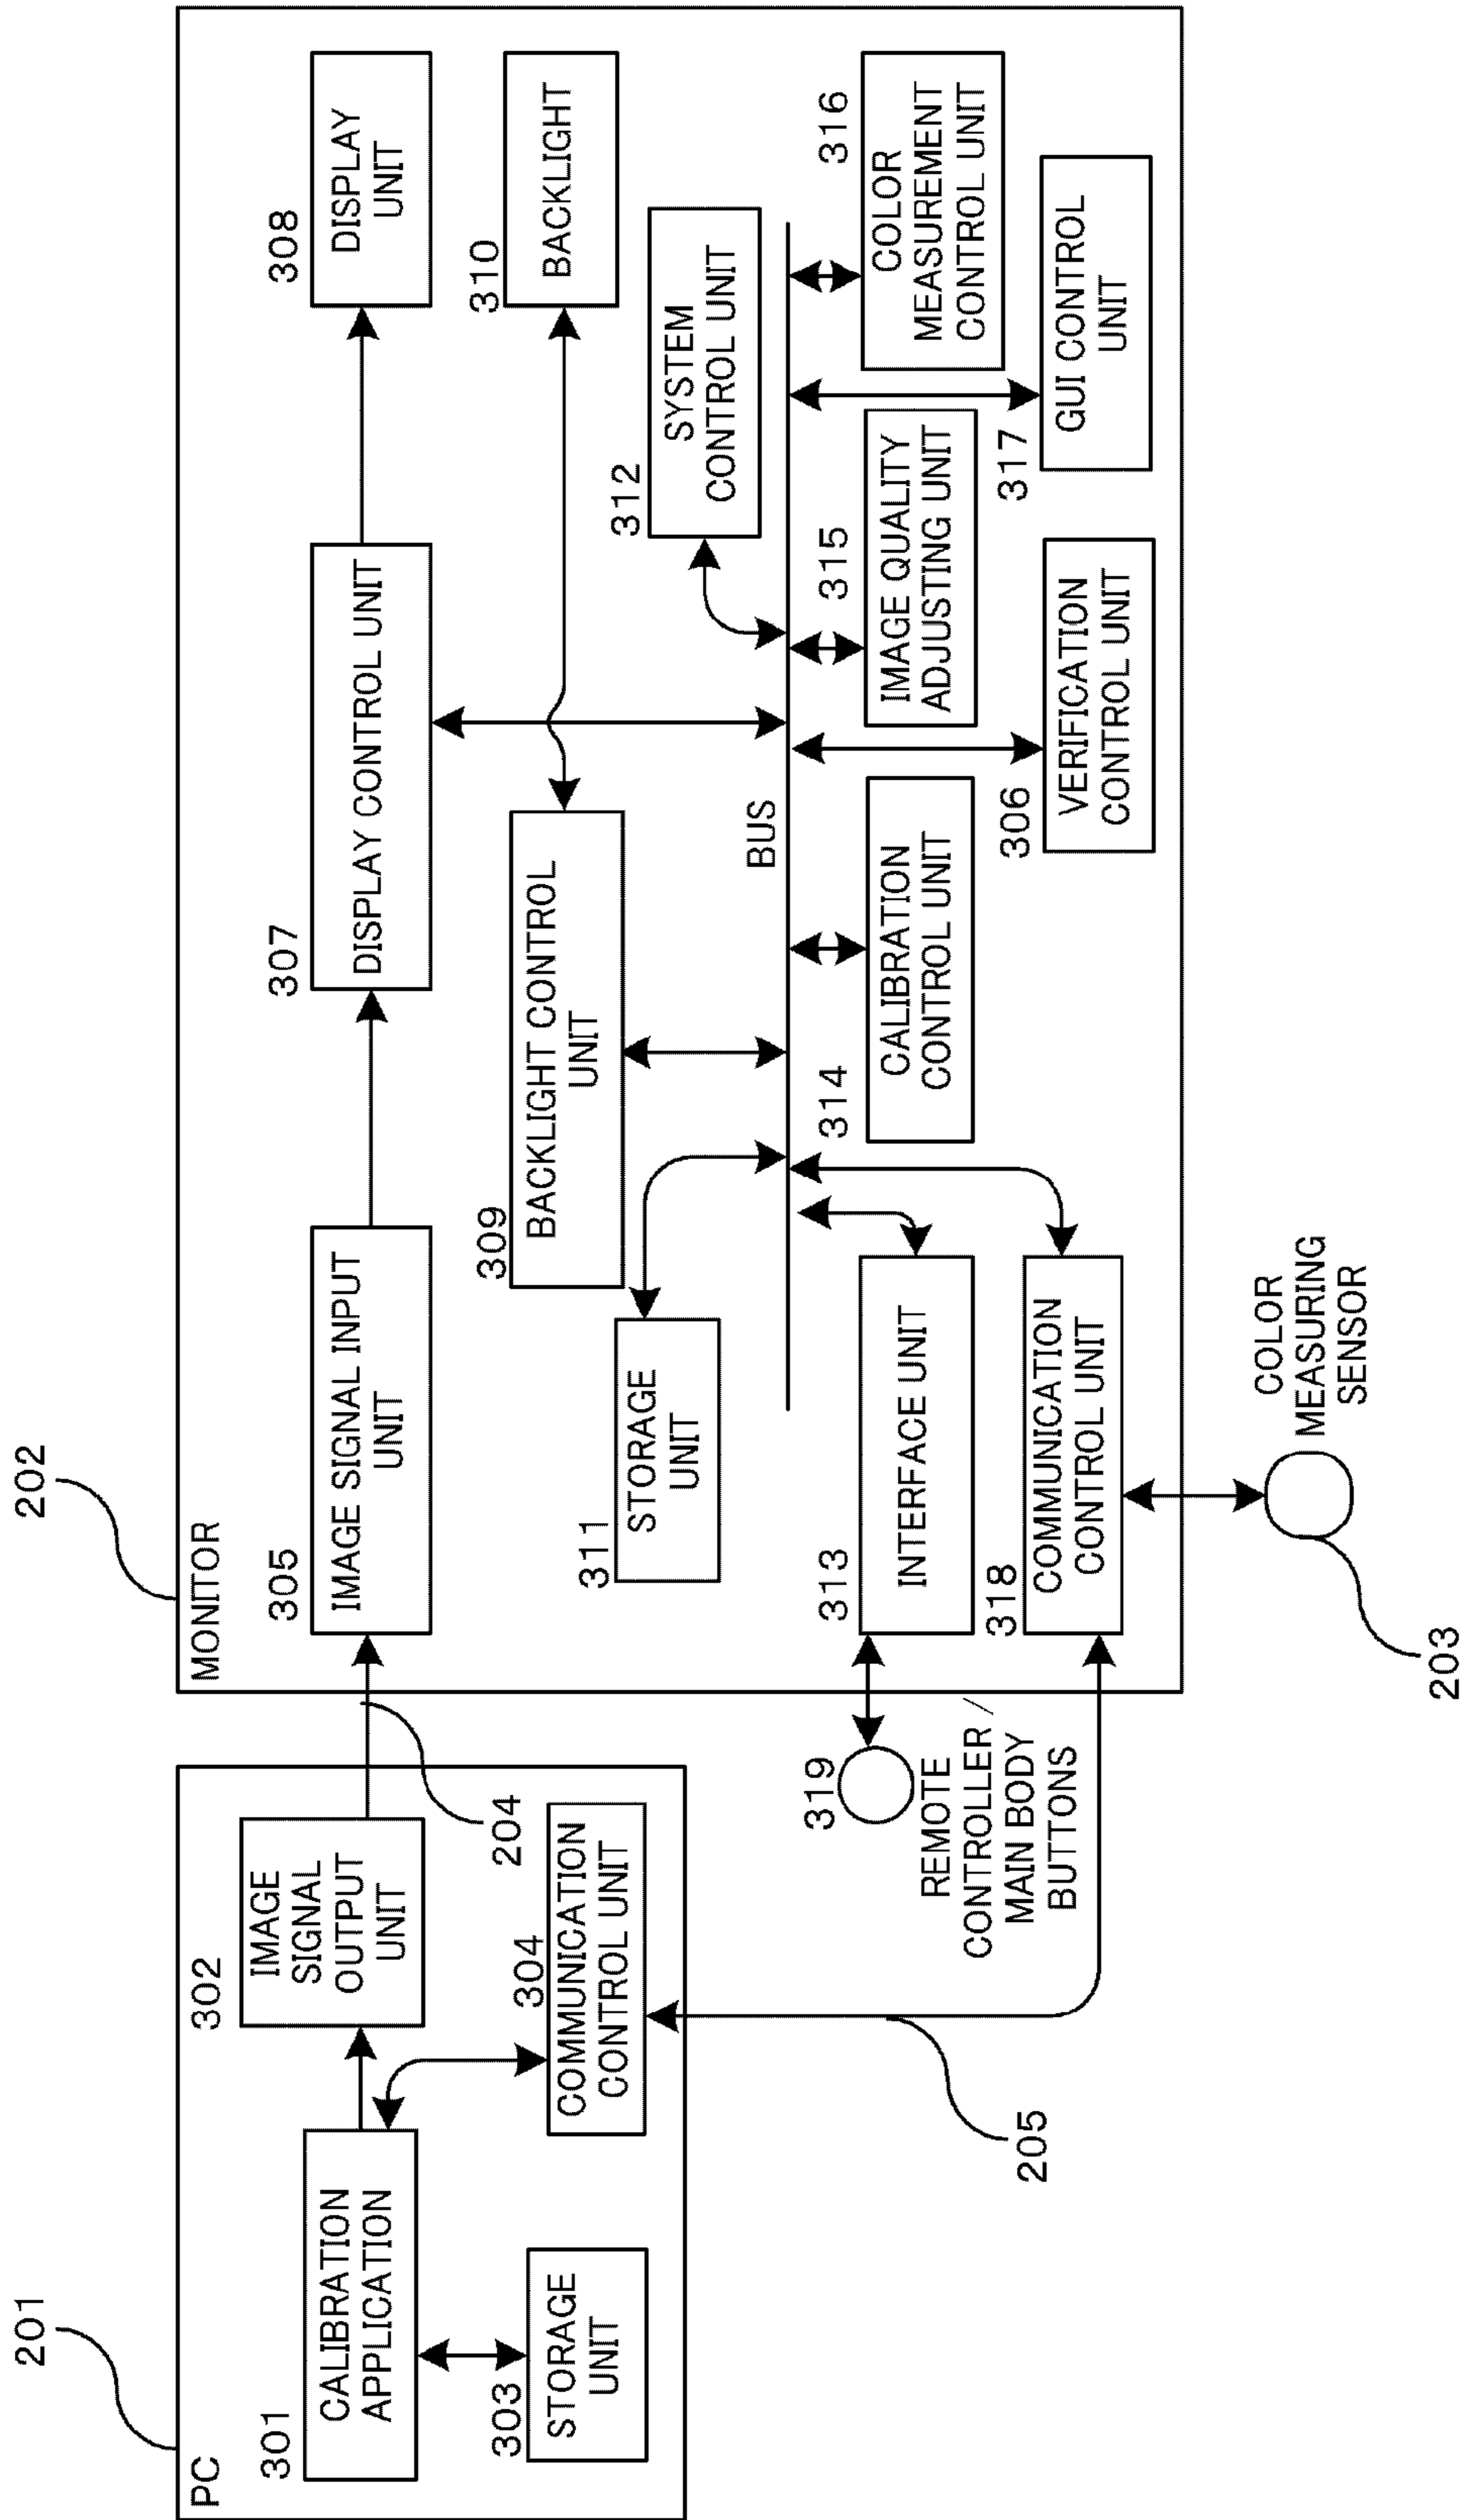 201
PC
301
CALIBRATION
APPLICATION
303
STORAGE
UNIT
302
IMAGE
SIGNAL
OUTPUT
UNIT
304
COMMUNICATION
CONTROL UNIT
204
205
202
MONITOR
305
IMAGE SIGNAL INPUT
UNIT
307
DISPLAY CONTROL UNIT
308
DISPLAY
UNIT
309
BACKLIGHT CONTROL
UNIT
310
BACKLIGHT
311
STORAGE
UNIT
312
SYSTEM
CONTROL UNIT
BUS
319
REMOTE
CONTROLLER/
MAIN BODY
BUTTONS
313
INTERFACE UNIT
318
COMMUNICATION
CONTROL UNIT
314
CALIBRATION
CONTROL UNIT
315
IMAGE QUALITY
ADJUSTING UNIT
316
COLOR
MEASUREMENT
CONTROL UNIT
306
VERIFICATION
CONTROL UNIT
317
GUI CONTROL
UNIT
COLOR
MEASURING
SENSOR
203